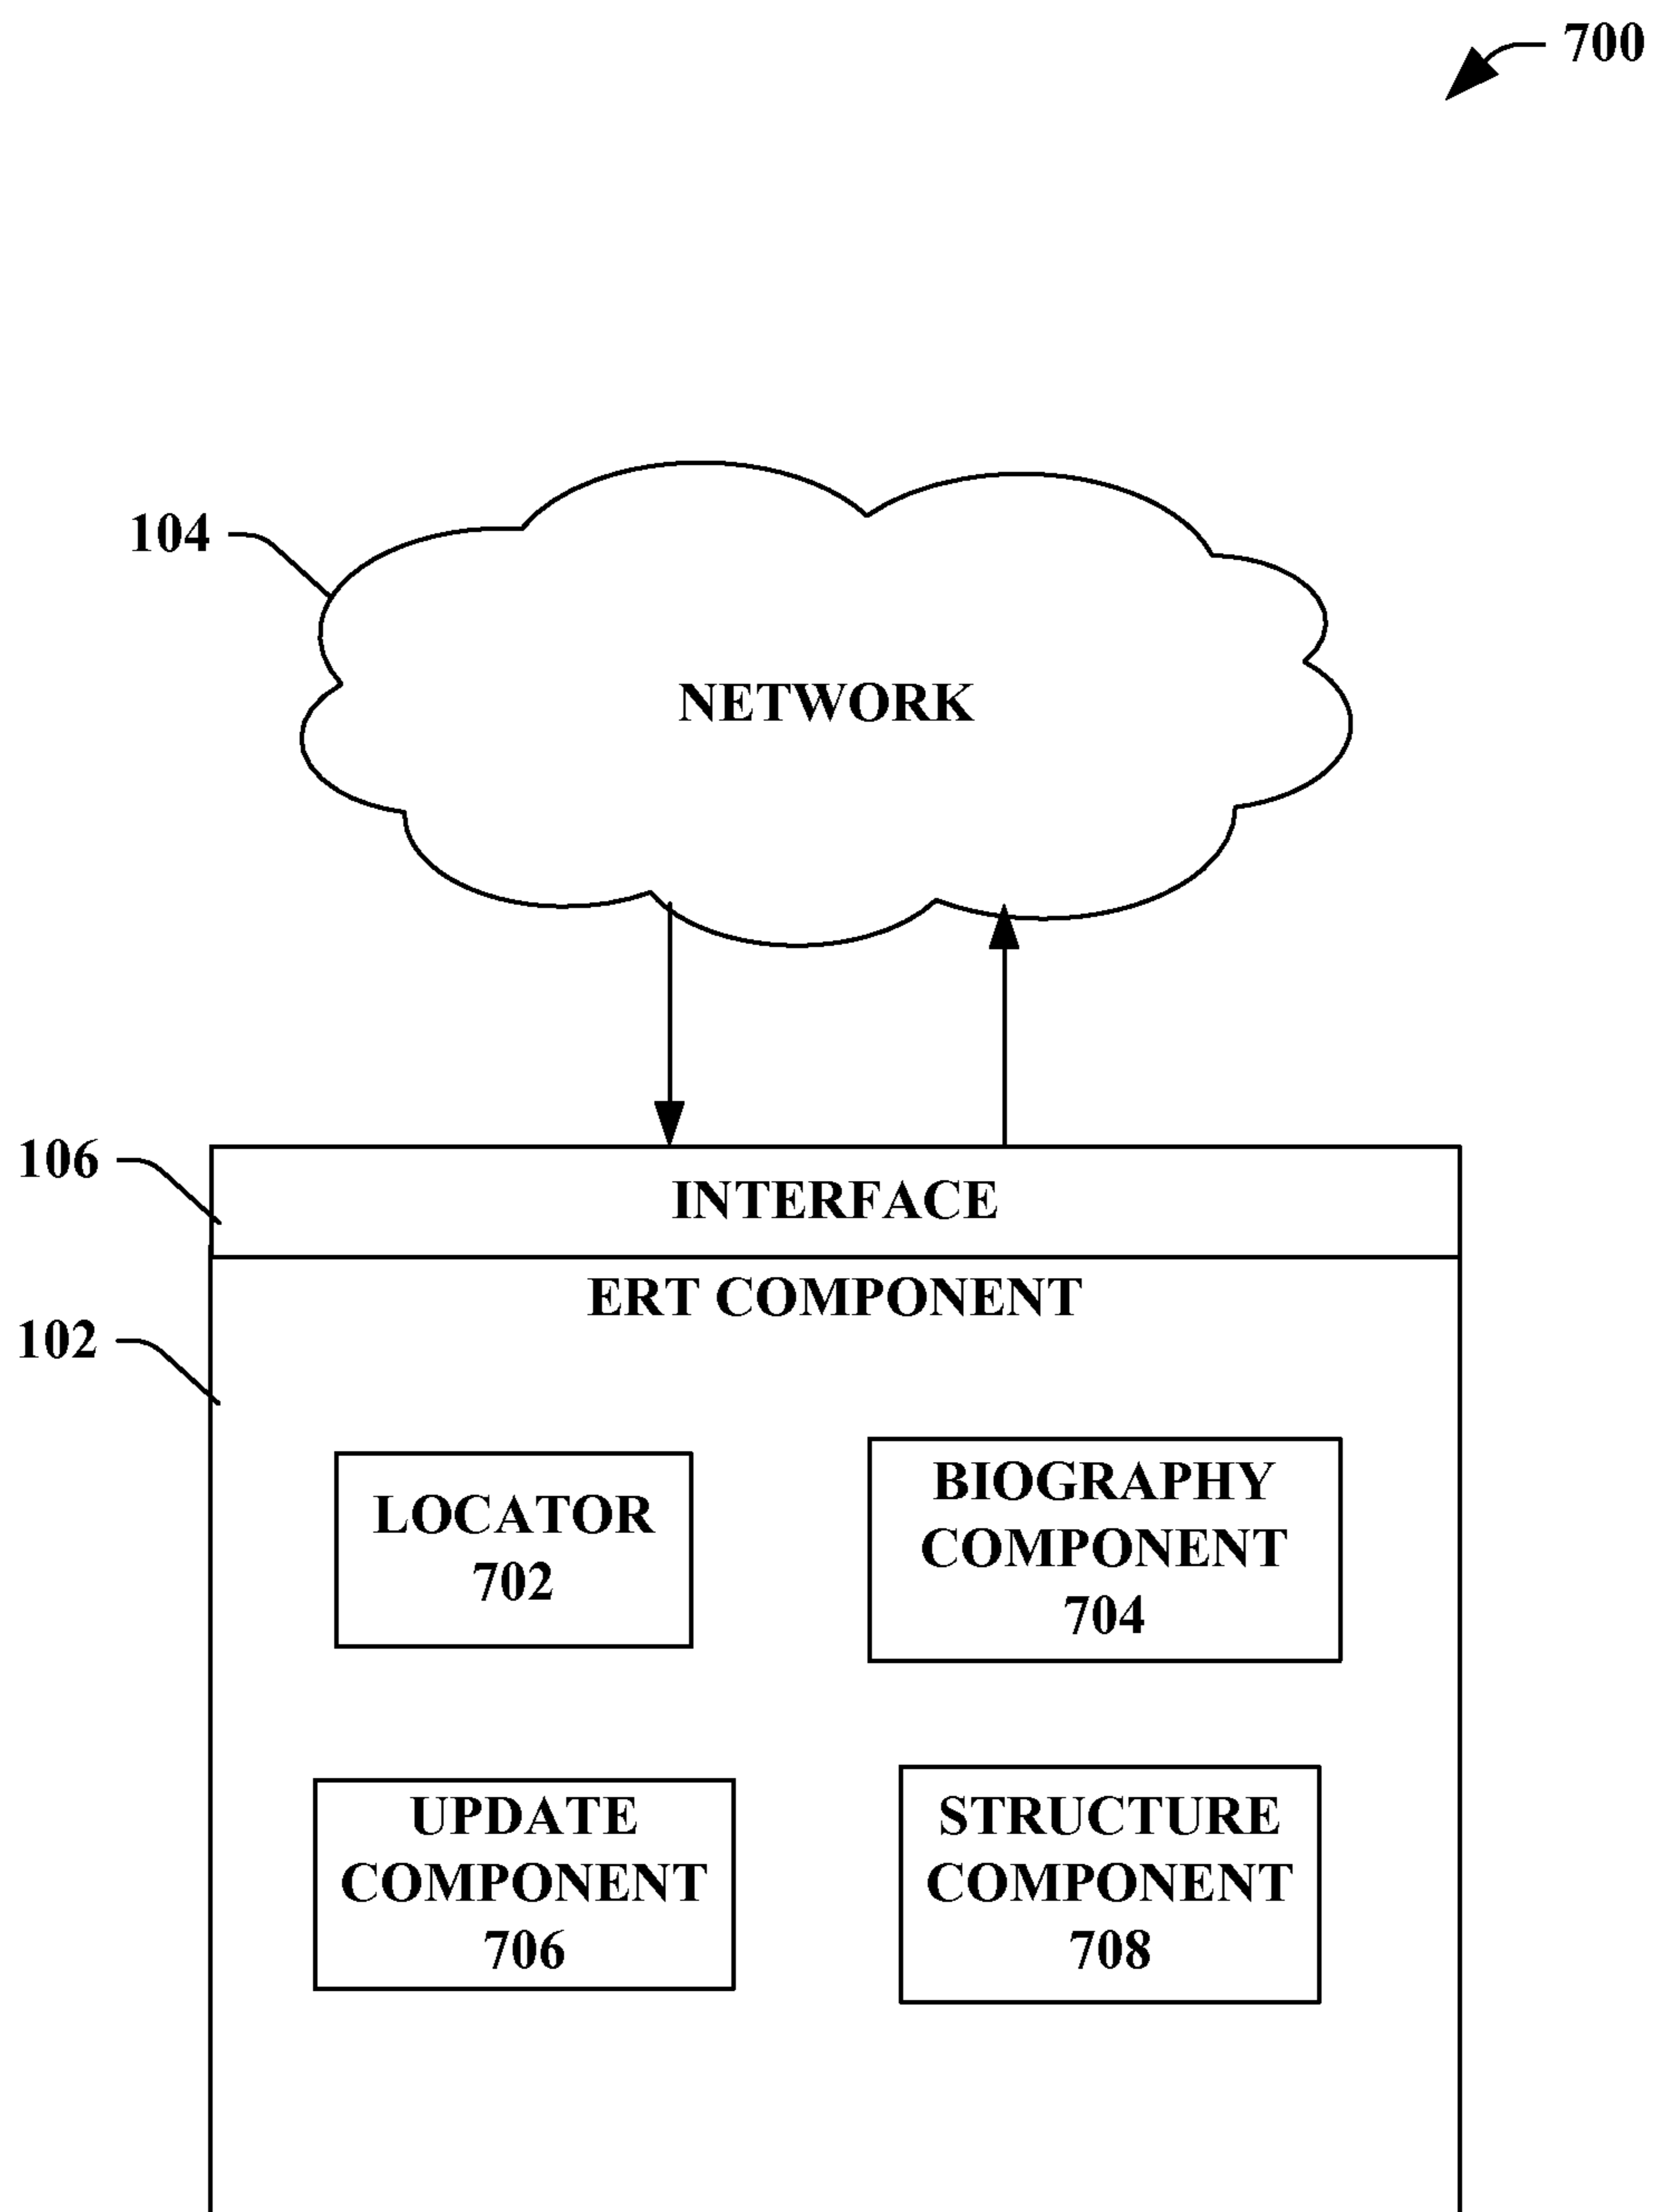 700
104
NETWORK
106
INTERFACE
ERT COMPONENT
102
LOCATOR
702
BIOGRAPHY
COMPONENT
704
UPDATE
COMPONENT
706
STRUCTURE
COMPONENT
708